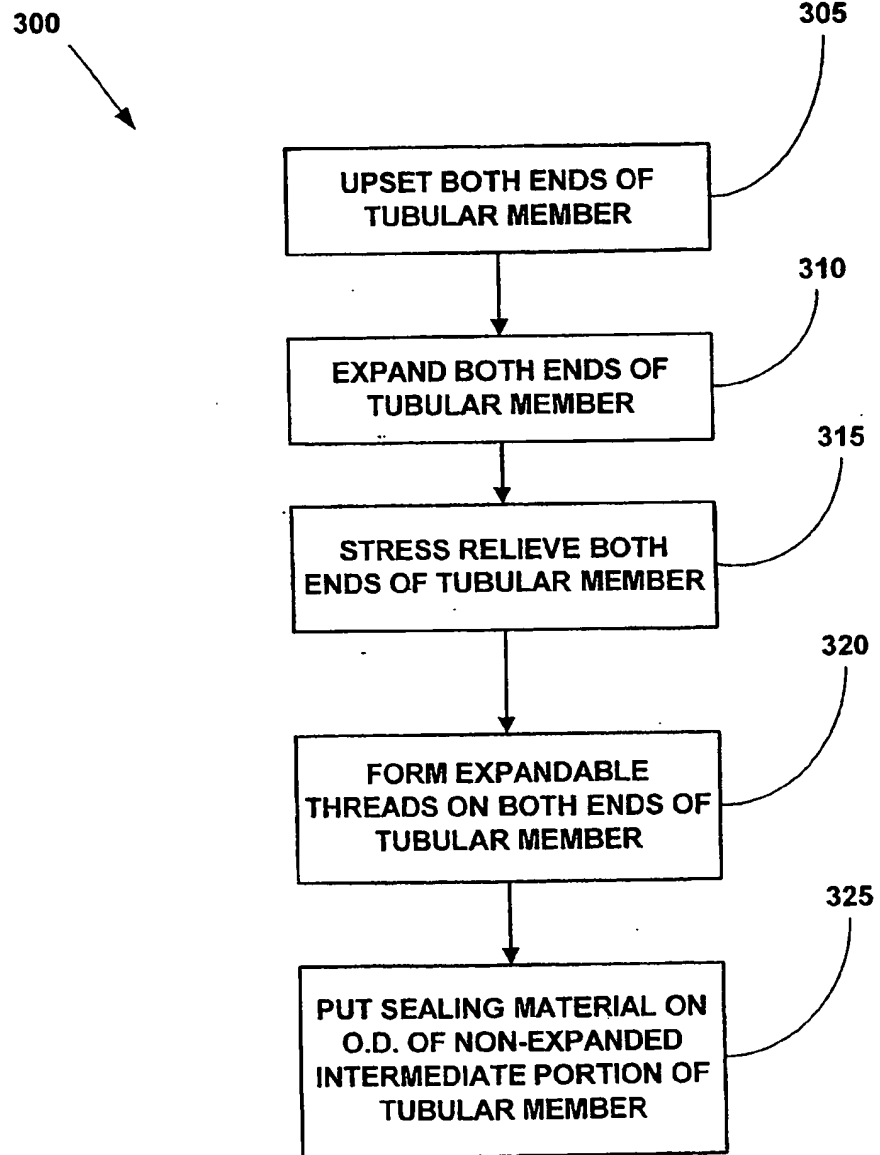 300
305
UPSET BOTH ENDS OF
TUBULAR MEMBER
310
EXPAND BOTH ENDS OF
TUBULAR MEMBER
315
STRESS RELIEVE BOTH
ENDS OF TUBULAR MEMBER
320
FORM EXPANDABLE
THREADS ON BOTH ENDS OF
TUBULAR MEMBER
325
PUT SEALING MATERIAL ON
O.D. OF NON-EXPANDED
INTERMEDIATE PORTION OF
TUBULAR MEMBER